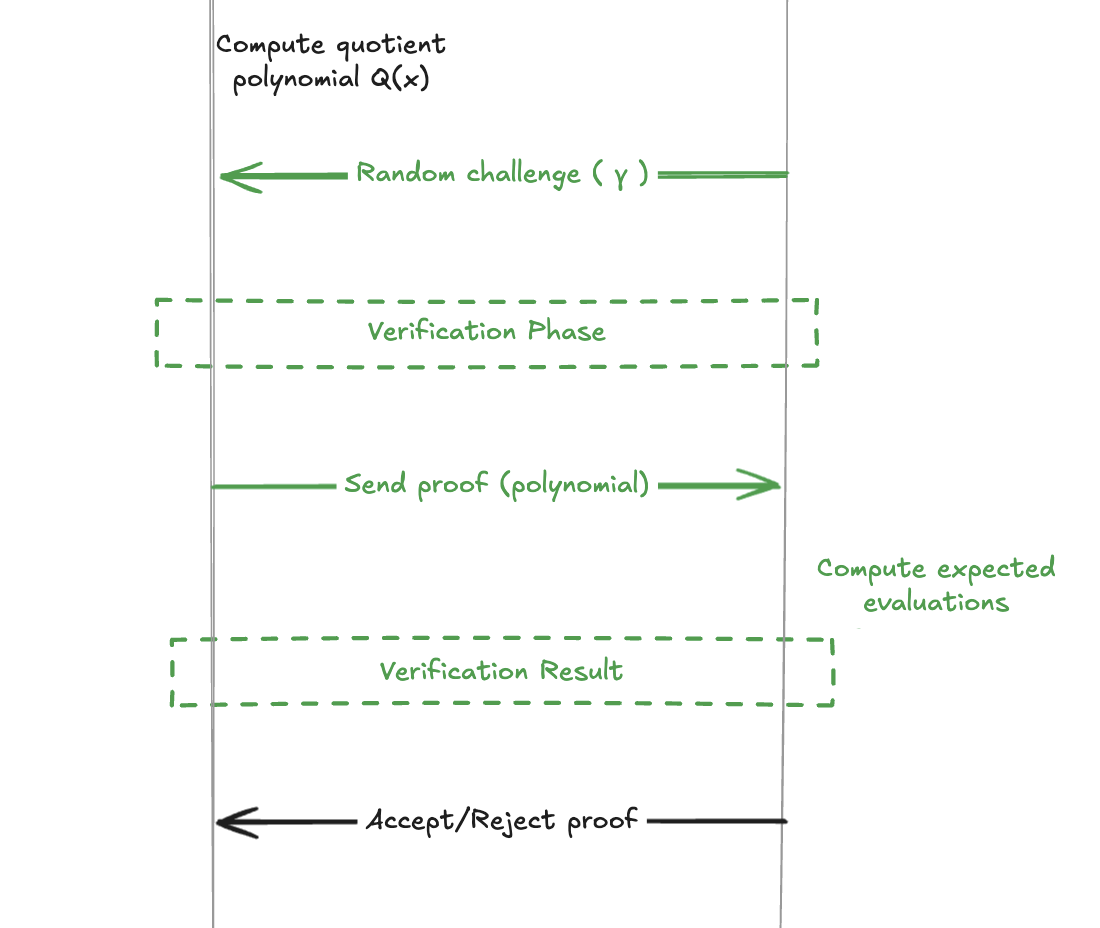 Compute quotient
polynomial Q(x)
Random challenge ( γ )
Verification Phase
Send proof (polynomial)
Compute expected
evaluations
Verification Result
Accept/Reject proof